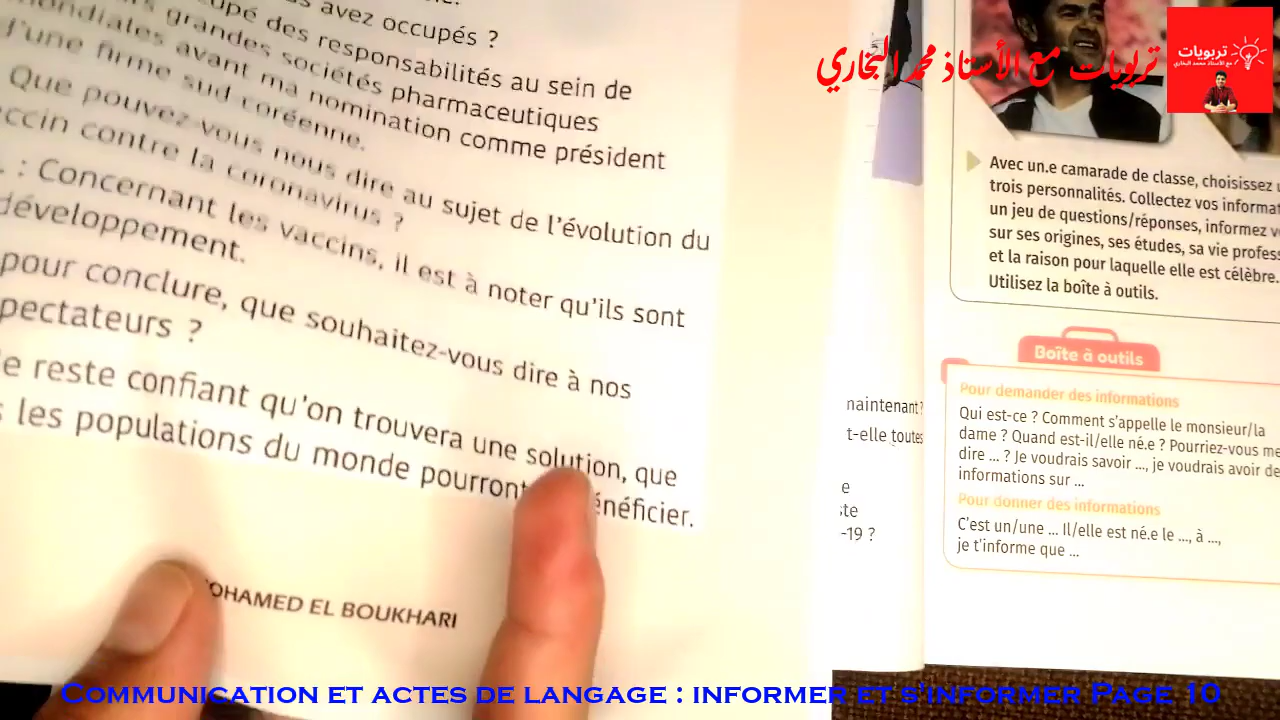 avez occupés ?
des responsabilités au sein de
grandes sociétés pharmaceutiques
mondiales avant ma nomination comme président
d'une firme sud coréenne.
Que pouvez-vous nous dire au sujet de l'évolution du
contre la coronavirus ?
: Concernant les vaccins, il est à noter qu'ils sont
développement.
pour conclure, que souhaitez-vous dire à nos
?
reste confiant qu'on trouvera une solution, que
les populations du monde pourront
MOHAMED EL BOUKHARI
maintenant?
t-elle toutes
-19 ?
تربويات مع الأستاذ محمد البخاري
تربويات
مع الأستاذ محمد البخاري
Avec un.e camarade de classe, choisissez
trois personnalités. Collectez vos
un jeu de questions/réponses, informez
sur ses origines, ses études, sa vie
et la raison pour laquelle elle est célèbre.
Utilisez la boîte à outils.
Boîte à outils
Pour demander des informations
Qui est-ce ? Comment s'appelle le monsieur/la
dame ? Quand est-il/elle né.e ? Pourriez-vous me
dire ... ? Je voudrais savoir ..., je voudrais avoir
informations sur ...
Pour donner des informations
C'est un/une ... Il/elle est né.e le ..., à ...,
je t'informe que ...
Communication et actes de langage : informer et s'informer Page 10